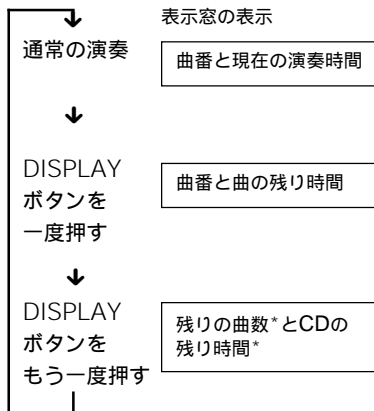 表示窓の表示
通常の演奏
曲番と現在の演奏時間
DISPLAY
ボタンを
一度押す
曲番と曲の残り時間
DISPLAY
ボタンを
もう一度押す
残りの曲数*とCDの
残り時間*